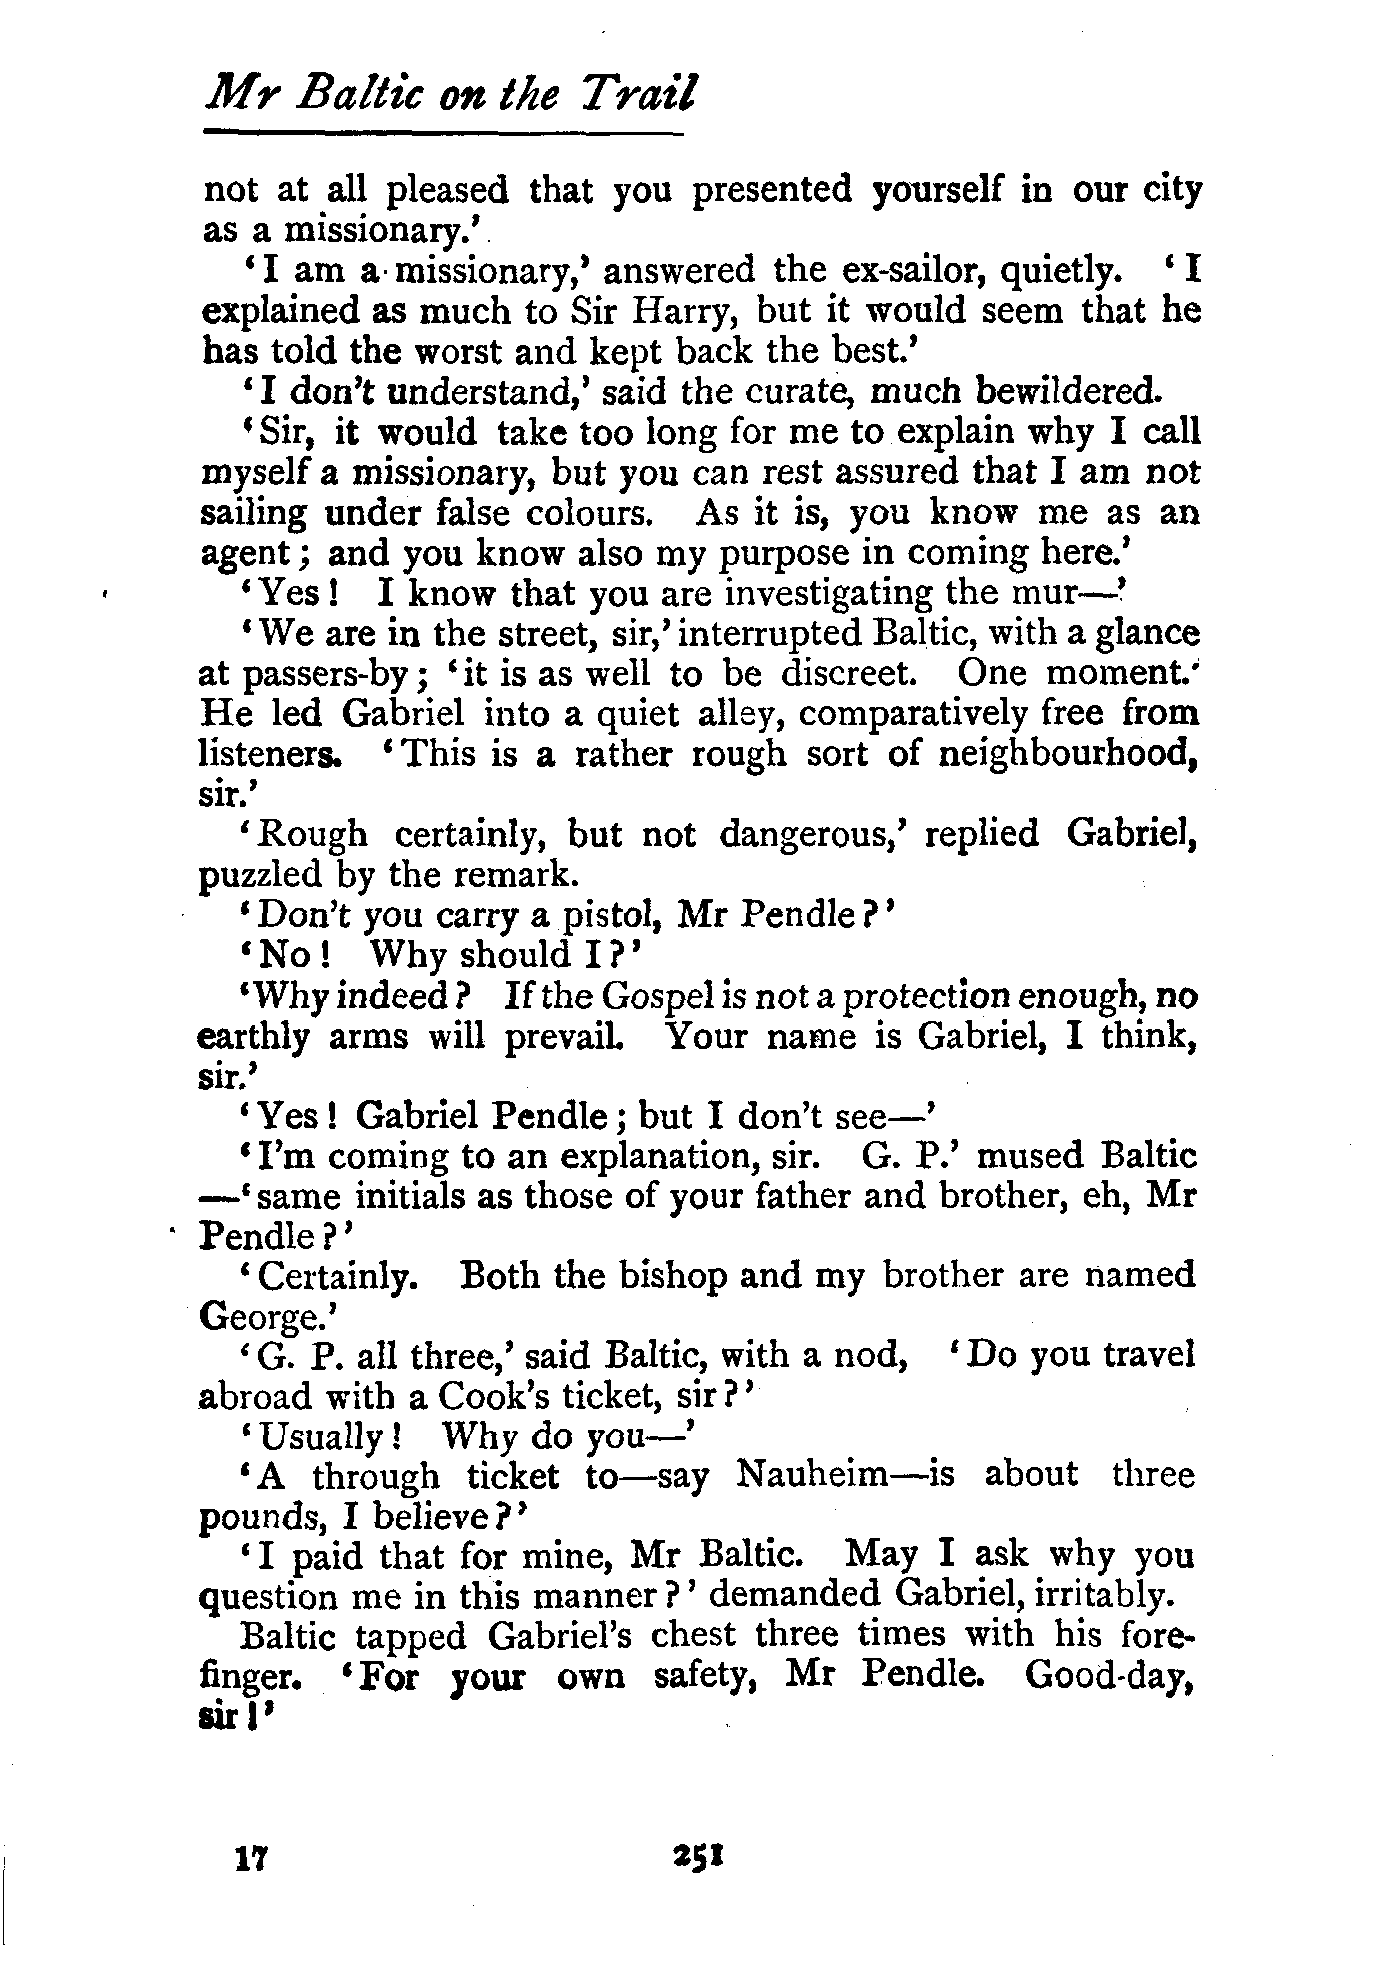 Mr Baltic on the Trail
not at all pleased that you presented yourself in our city
as a missionary.'
'I am a missionary,' answered the ex-sailor, quietly. 'I
explained as much to Sir Harry, but it would seem that he
has told the worst and kept back the best.'
'I don't understand,' said the curate, much bewildered.
'Sir, it would take too long for me to explain why I call
myself a missionary, but you can rest assured that I am not
sailing under false colours. As it is, you know me as an
agent; and you know also my purpose in coming here.'
'Yes! I know that you are investigating the mur—'
'We are in the street, sir,' interrupted Baltic, with a glance
at passers-by; 'it is as well to be discreet. One moment.'
He led Gabriel into a quiet alley, comparatively free from
listeners. 'This is a rather rough sort of neighbourhood,
sir.'
'Rough certainly, but not dangerous,' replied Gabriel,
puzzled by the remark.
'Don't you carry a pistol, Mr Pendle?'
'No! Why should I?'
'Why indeed? If the Gospel is not a protection enough, no
earthly arms will prevail. Your name is Gabriel, I think,
sir.'
'Yes! Gabriel Pendle; but I don't see—'
'I'm coming to an explanation, sir. G. P.' mused Baltic
—'same initials as those of your father and brother, eh, Mr
Pendle?'
'Certainly. Both the bishop and my brother are named
George.'
'G. P. all three,' said Baltic, with a nod, 'Do you travel
abroad with a Cook's ticket, sir?'
'Usually! Why do you—'
'A through ticket to—say Nauheim—is about three
pounds, I believe?'
'I paid that for mine, Mr Baltic. May I ask why you
question me in this manner?' demanded Gabriel, irritably.
Baltic tapped Gabriel's chest three times with his fore-
finger. 'For your own safety, Mr Pendle. Good-day,
sir!'
17 251